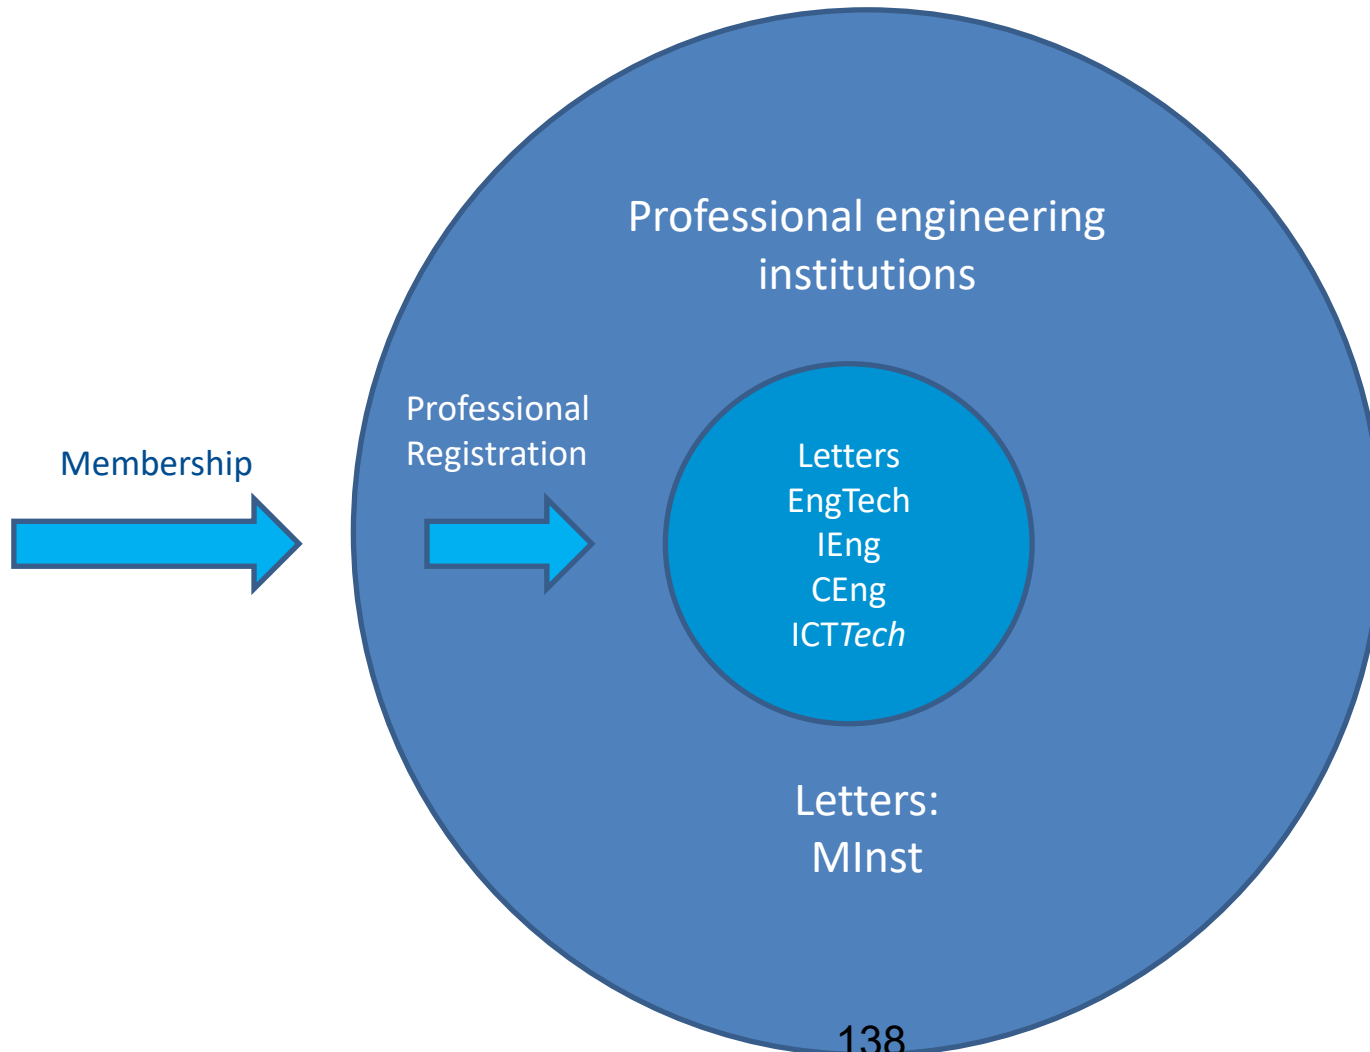 Professional engineering
institutions
Membership
Professional
Registration
Letters
EngTech
IEng
CEng
ICTTech
Letters:
MInst
138